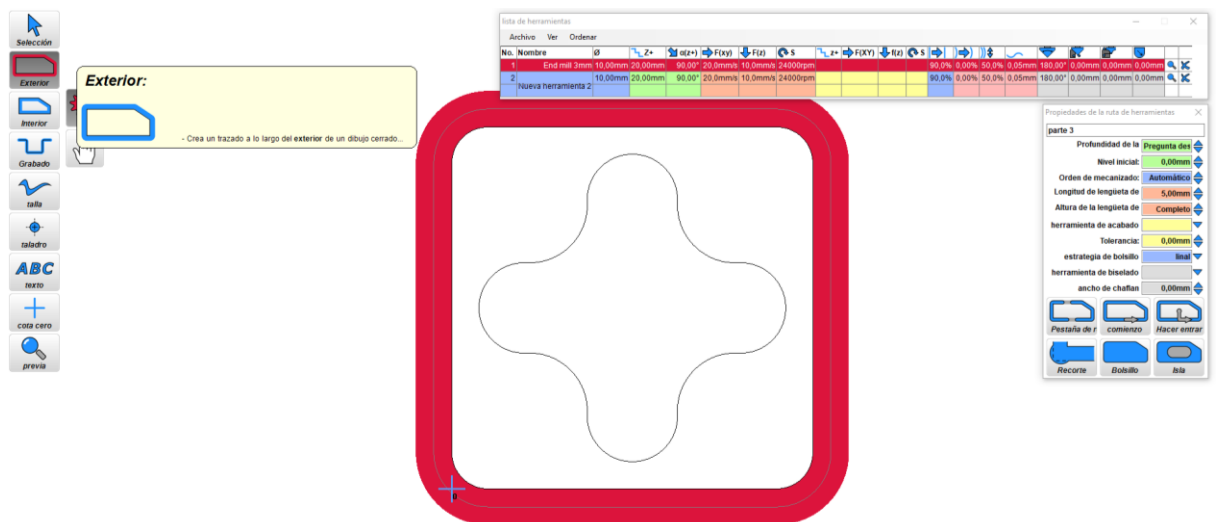 lista de herramientas
Archivo Ver Ordenar
No. Nombre Ø Z+ α(z+) F(xy) F(z) S z+ F(XY) f(z) S
1 End mill 3mm 10,00mm 20,00mm 90,00° 20,0mm/s 10,0mm/s 24000rpm 90,0% 0,00% 50,0% 0,05mm 180,00° 0,00mm 0,00mm 0,00mm
2 Nueva herramienta 2 10,00mm 20,00mm 90,00° 20,0mm/s 10,0mm/s 24000rpm 90,0% 0,00% 50,0% 0,05mm 180,00° 0,00mm 0,00mm 0,00mm
Selección
Exterior
Interior
Grabado
talla
taladro
ABC
texto
cota cero
previa
Exterior:
- Crea un trazado a lo largo del exterior de un dibujo cerrado...
0
Propiedades de la ruta de herramientas
parte 3
Profundidad de la Pregunta des
Nivel inicial: 0,00mm
Ordes de mecanizado: Automático
Longitud de lengüeta de 5,00mm
Altura de la lengüeta de Completo
herramienta de acabado
Tolerancia: 0,00mm
estrategia de bolsillo linal
herramienta de biselado
ancho de chaflan 0,00mm
Pestaña de r comienzo Hacer entrar
Recorte Bolsillo Isla